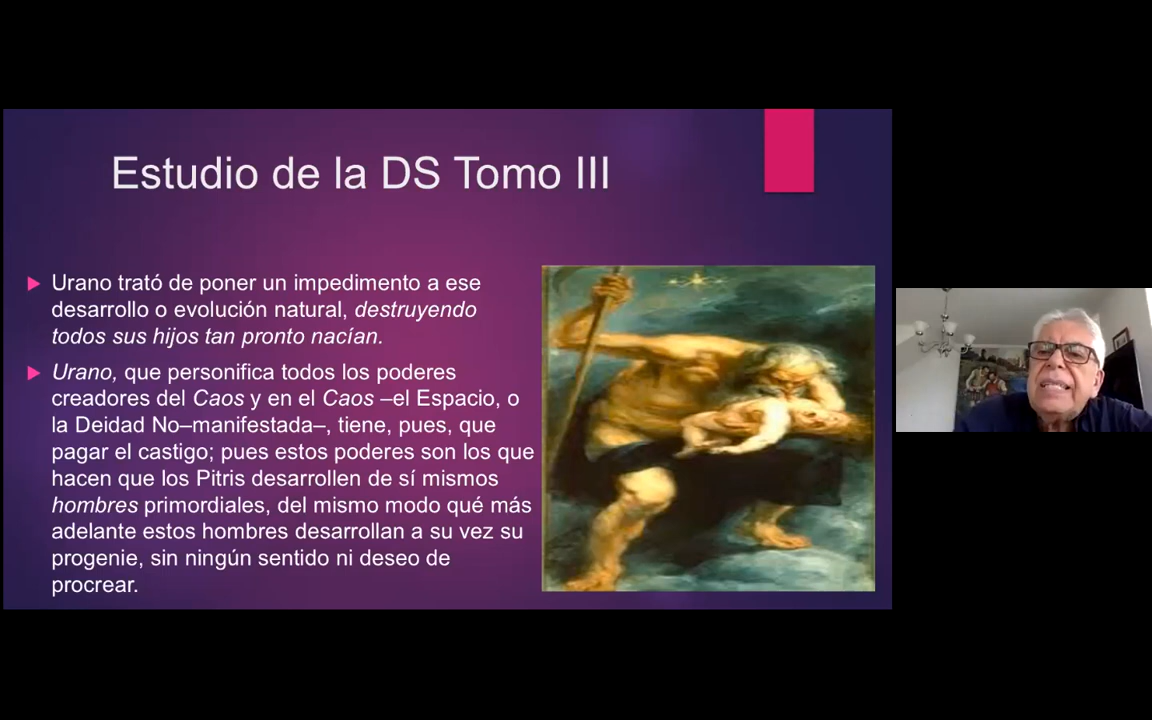 Estudio de la DS Tomo III
Urano trató de poner un impedimento a ese
desarrollo o evolución natural, destruyendo
todos sus hijos tan pronto nacían.
Urano, que personifica todos los poderes
creadores del Caos y en el Caos –el Espacio, o
la Deidad No–manifestada–, tiene, pues, que
pagar el castigo; pues estos poderes son los que
hacen que los Pitris desarrollen de sí mismos
hombres primordiales, del mismo modo qué más
adelante estos hombres desarrollan a su vez su
progenie, sin ningún sentido ni deseo de
procrear.